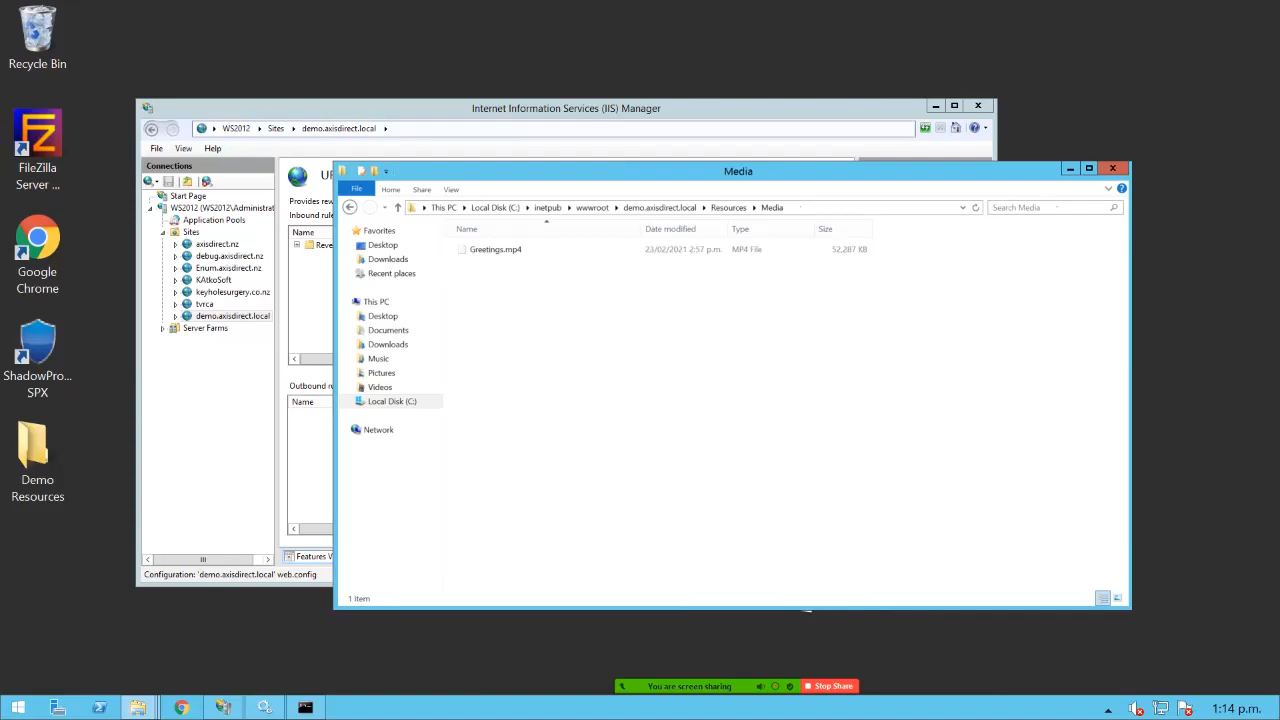 Recycle Bin
FileZilla
Server ...
Google
Chrome
ShadowPro...
SPX
Demo
Resources
Internet Information Services (IIS) Manager
WS2012
Sites
demo.axisdirect.local
File
View
Help
Connections
Start Page
WS2012 (WS2012\Administrat
Application Pools
Sites
axisdirect.nz
debug.axisdirect.nz
Enum.axisdirect.nz
KAtkoSoft
keyholesurgery.co.nz
tvrca
demo.axisdirect.local
Server Farms
Provides rew
Inbound rule
Name
Outbound ru
Name
Features V
Configuration: 'demo.axisdirect.local' web.config
Media
File
Home
Share
View
This PC
Local Disk (C:)
inetpub
wwwroot
demo.axisdirect.local
Resources
Media
Search Media
Favorites
Desktop
Downloads
Recent places
This PC
Desktop
Documents
Downloads
Music
Pictures
Videos
Local Disk (C:)
Network
Name
Date modified
Type
Size
Greetings.mp4
23/02/2021 2:57 p.m.
MP4 File
52,287 KB
1 item
You are screen sharing
Stop Share
1:14 p.m.